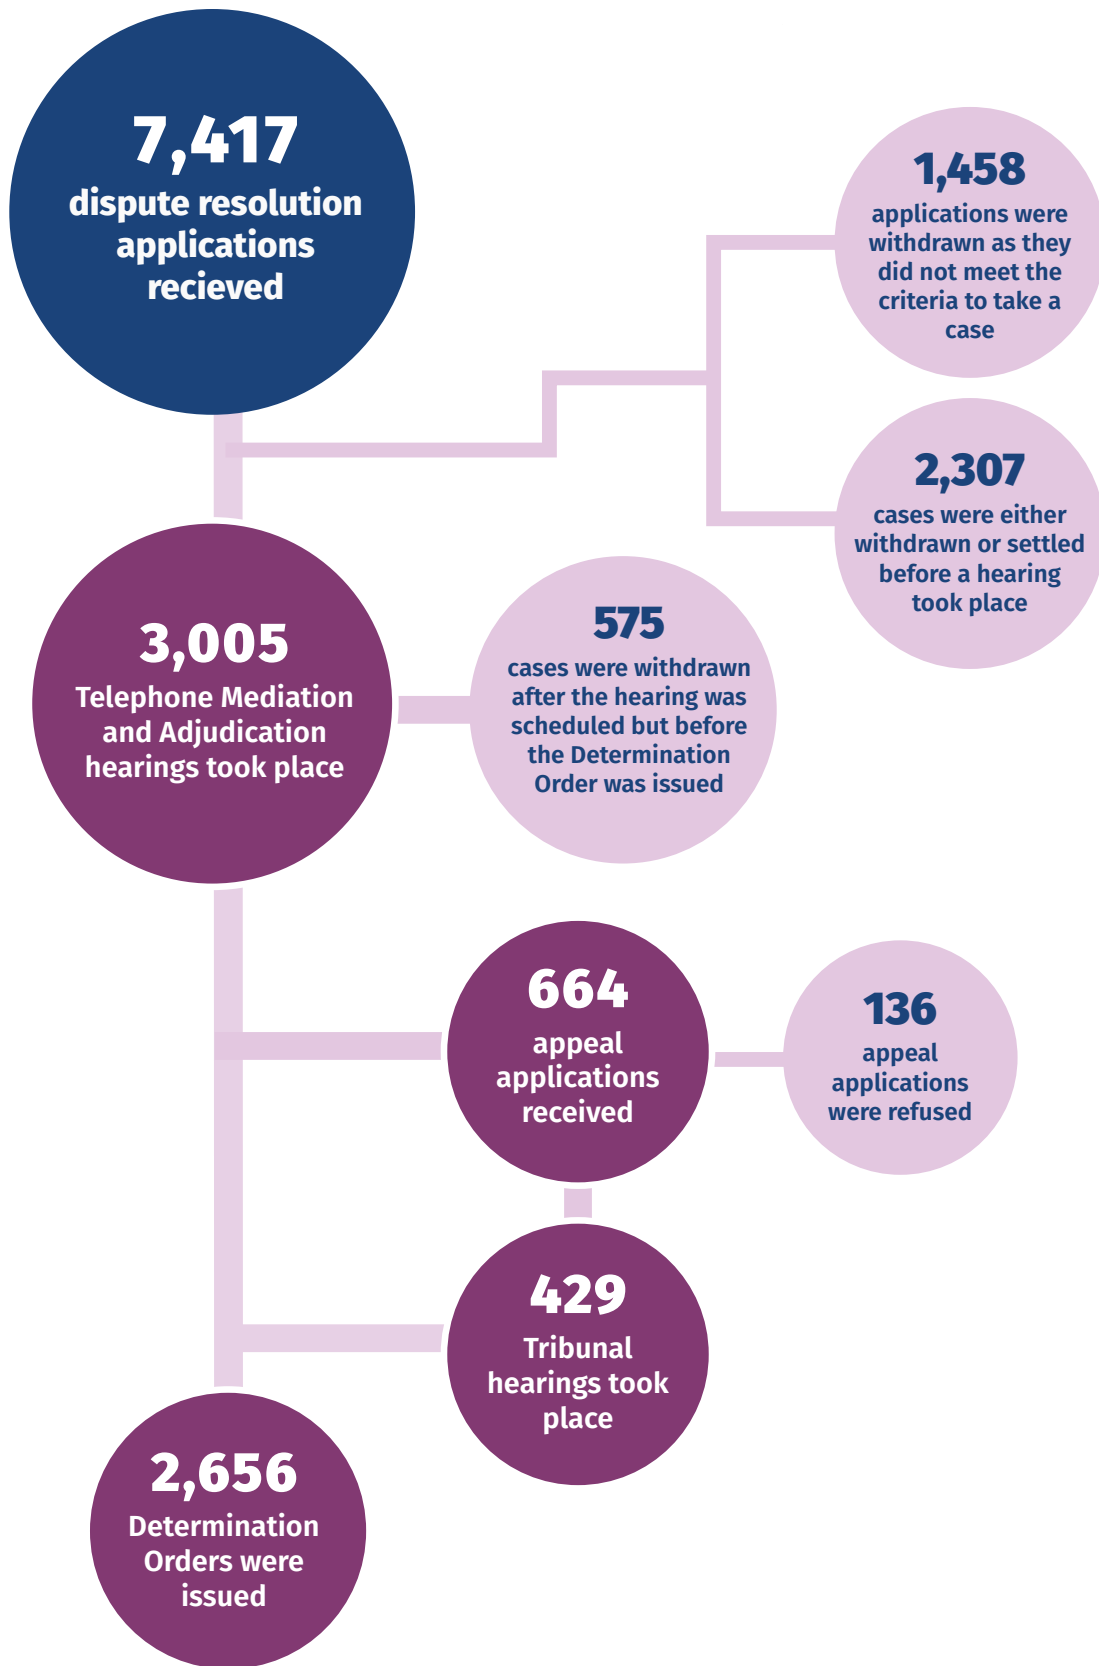 7,417
dispute resolution
applications
recieved
1,458
applications were
withdrawn as they
did not meet the
criteria to take a
case
2,307
cases were either
withdrawn or settled
before a hearing
took place
3,005
Telephone Mediation
and Adjudication
hearings took place
575
cases were withdrawn
after the hearing was
scheduled but before
the Determination
Order was issued
664
appeal
applications
received
136
appeal
applications
were refused
429
Tribunal
hearings took
place
2,656
Determination
Orders were
issued